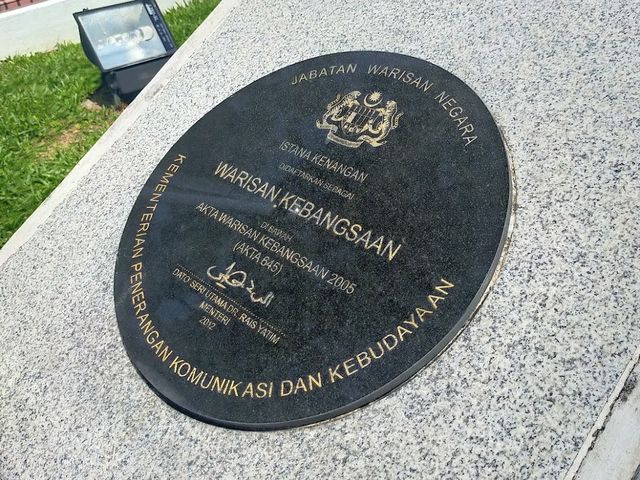 JABATAN WARISAN NEGARA
ISTANA KENANGAN
DIDAFTARKAN SEBAGAI
WARISAN KEBANGSAAN
DI BAWAH
AKTA WARISAN KEBANGSAAN 2005
(AKTA 645)
DATO SERI UTAMA DR. RAIS YATIM
MENTERI
2012
KEMENTERIAN PENERANGAN KOMUNIKASI DAN KEBUDAYAAN